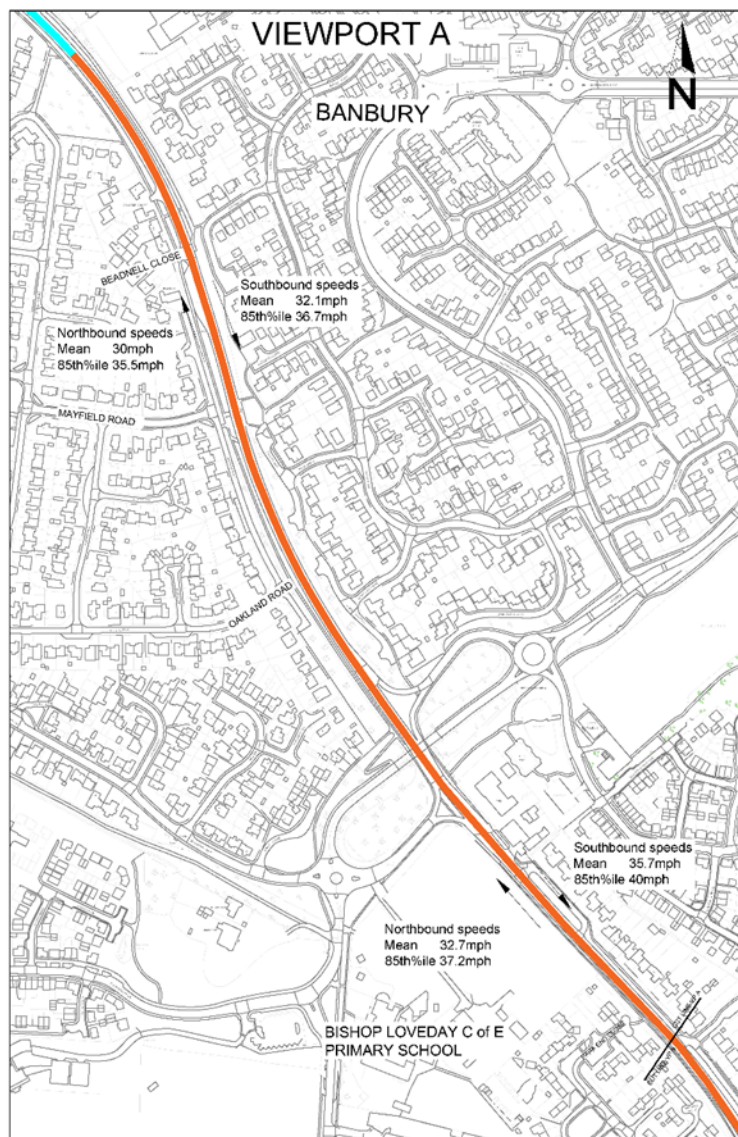 VIEWPORT A
N
BANBURY
BEADNELL CLOSE
Southbound speeds
Mean 32.1mph
85th%ile 36.7mph
Northbound speeds
Mean 30mph
85th%ile 35.5mph
MAYFIELD ROAD
OAKLAND ROAD
Southbound speeds
Mean 35.7mph
85th%ile 40mph
Northbound speeds
Mean 32.7mph
85th%ile 37.2mph
BISHOP LOVEDAY C of E
PRIMARY SCHOOL